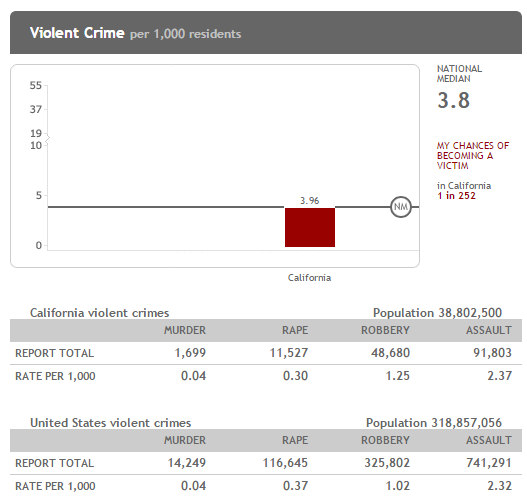 Violent Crime per 1,000 residents
NATIONAL
MEDIAN
3.8
MY CHANCES OF
BECOMING A
VICTIM
in California
1 in 252
55
37
19
10
5
0
3.96
NM
California
California violent crimes Population 38,802,500
MURDER RAPE ROBBERY ASSAULT
REPORT TOTAL 1,699 11,527 48,680 91,803
RATE PER 1,000 0.04 0.30 1.25 2.37
United States violent crimes Population 318,857,056
MURDER RAPE ROBBERY ASSAULT
REPORT TOTAL 14,249 116,645 325,802 741,291
RATE PER 1,000 0.04 0.37 1.02 2.32